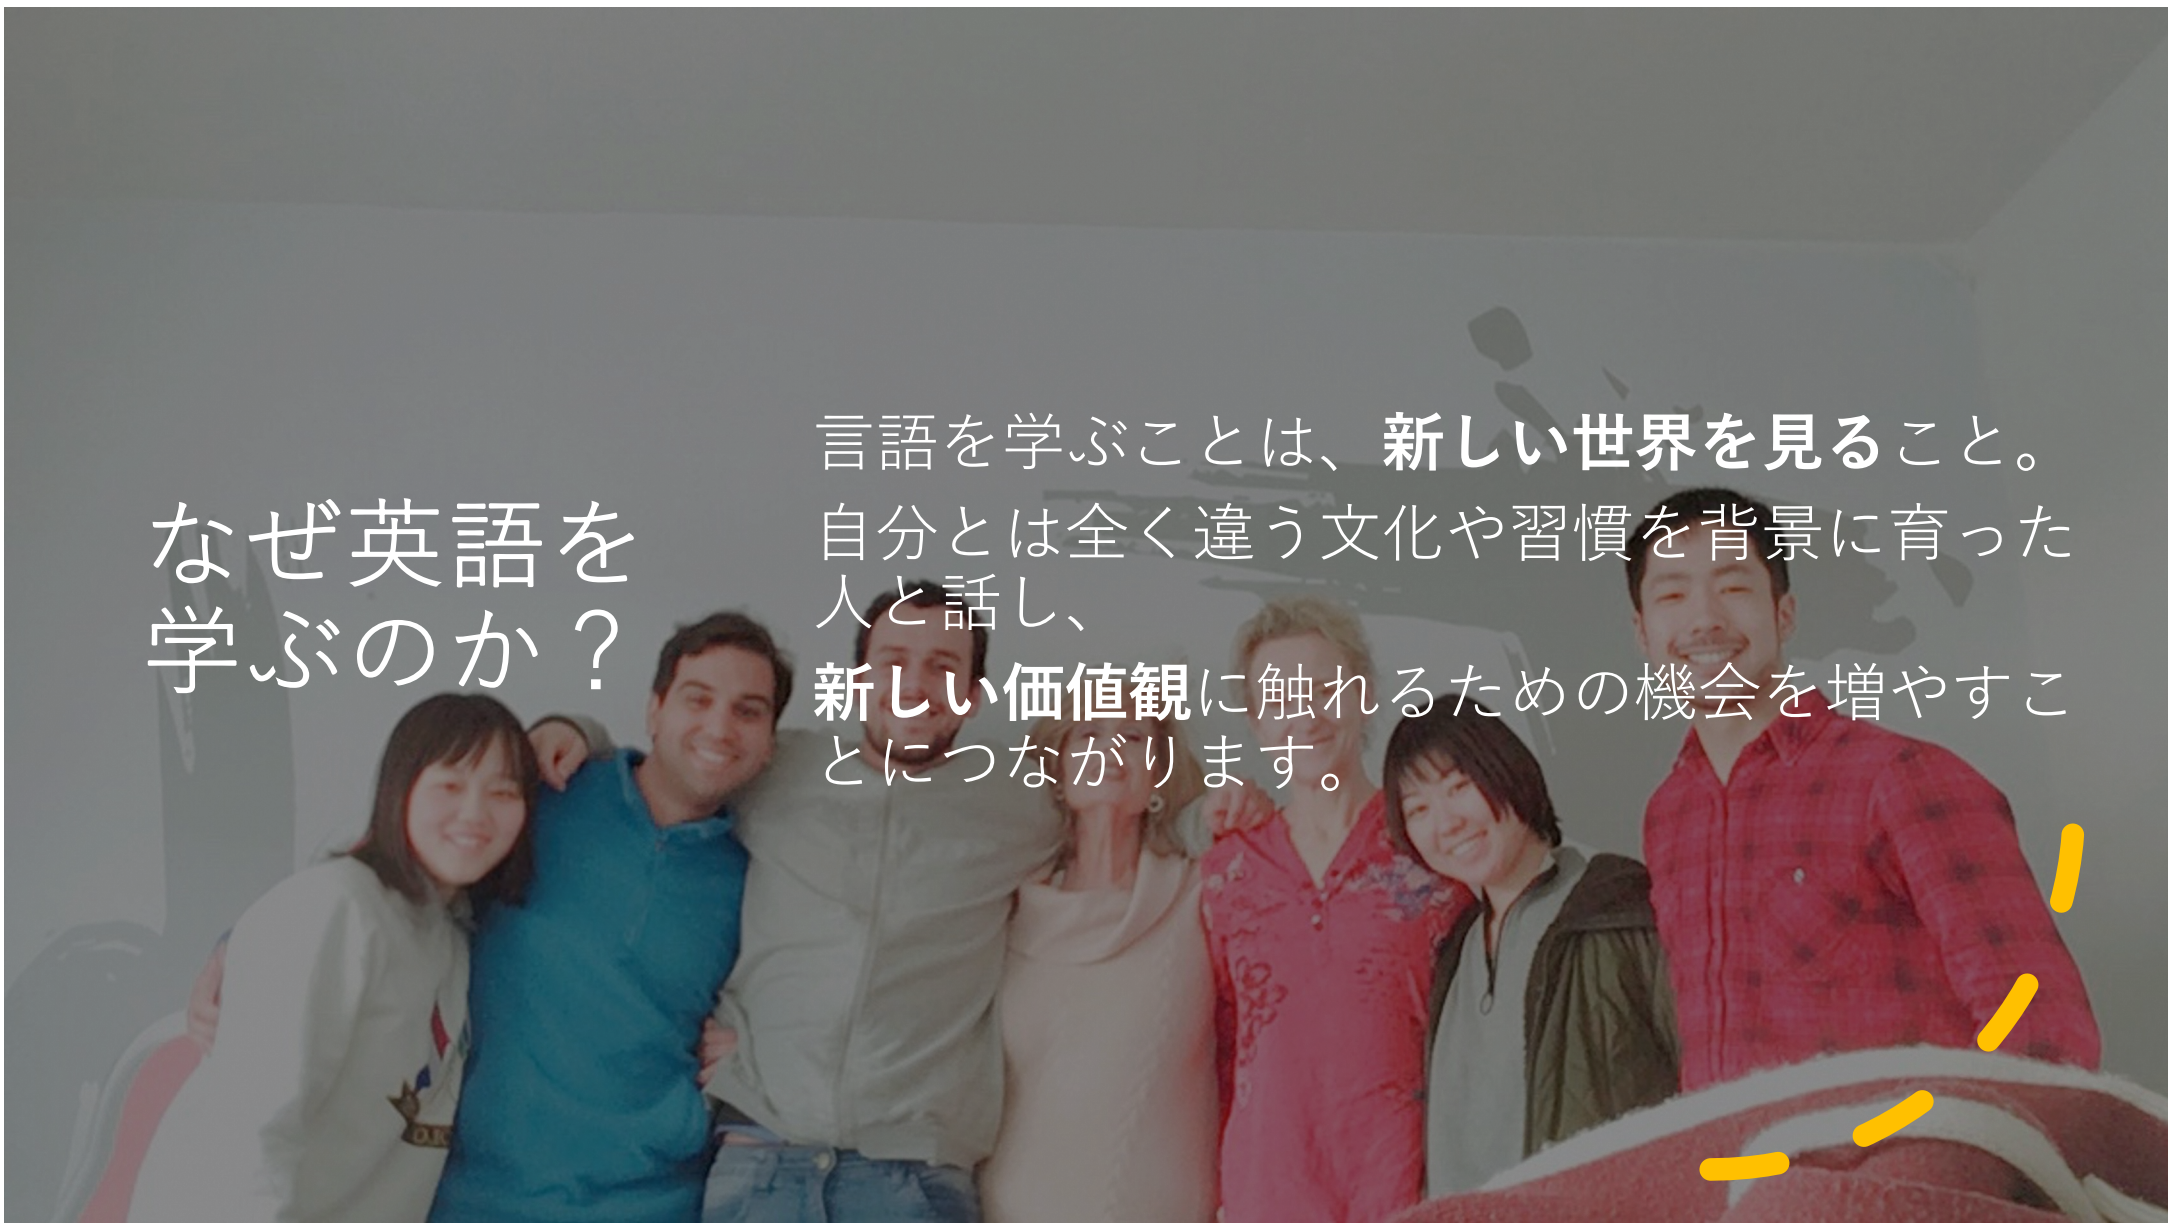 なぜ英語を
学ぶのか？
言語を学ぶことは、新しい世界を見ること。
自分とは全く違う文化や習慣を背景に育った
人と話し、
新しい価値観に触れるための機会を増やすこ
とにつながります。